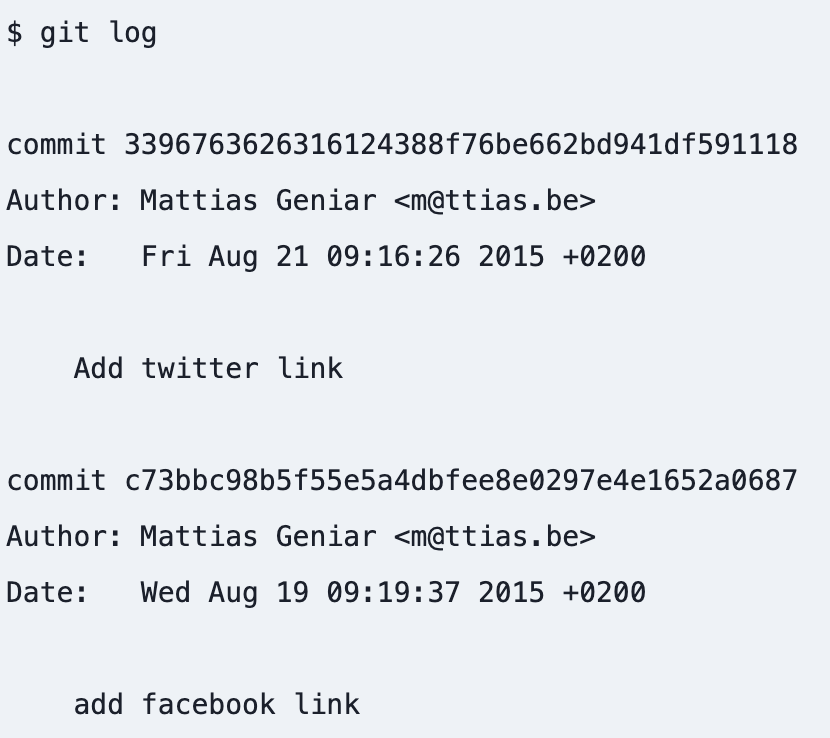 $ git log
commit 3396763626316124388f76be662bd941df591118
Author: Mattias Geniar <m@ttias.be>
Date:   Fri Aug 21 09:16:26 2015 +0200
    Add twitter link
commit c73bbc98b5f55e5a4dbfee8e0297e4e1652a0687
Author: Mattias Geniar <m@ttias.be>
Date:   Wed Aug 19 09:19:37 2015 +0200
    add facebook link